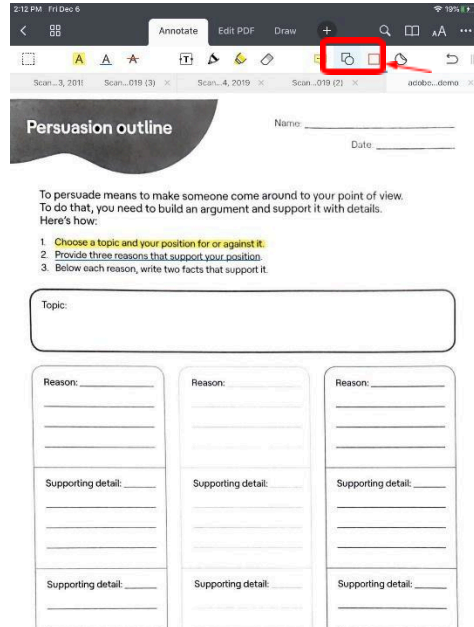 2:12 PM Fri Dec 6 19%
Annotate Edit PDF Draw
AA
A A A T
Scan...3, 201 Scan...019 (3) × Scan...4, 2019 × Scan...019 (2) × adobe...demo ×
Persuasion outline
Name:
Date:
To persuade means to make someone come around to your point of view.
To do that, you need to build an argument and support it with details.
Here's how:
1. Choose a topic and your position for or against it.
2. Provide three reasons that support your position.
3. Below each reason, write two facts that support it.
Topic:
Reason: Reason: Reason:
Supporting detail: Supporting detail: Supporting detail:
Supporting detail: Supporting detail: Supporting detail: